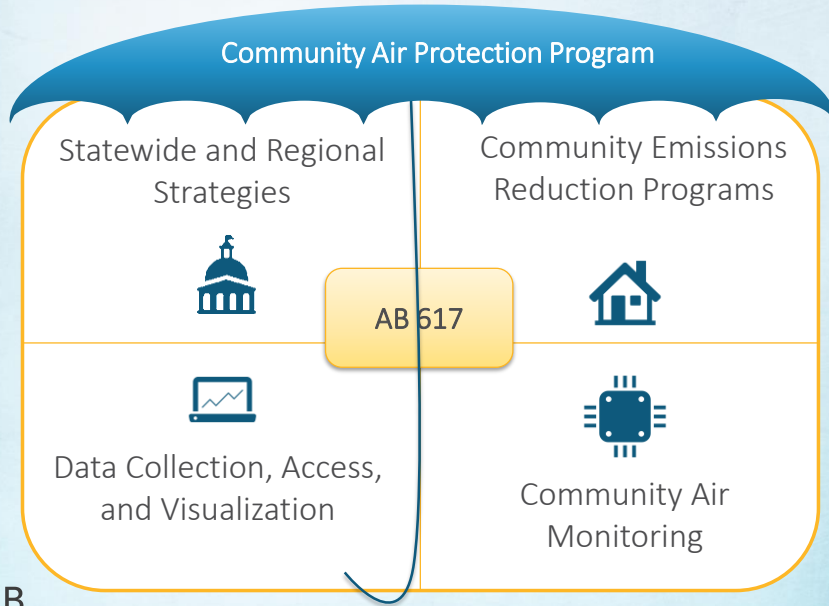 Community Air Protection Program
Statewide and Regional
Strategies
Community Emissions
Reduction Programs
AB 617
Data Collection, Access,
and Visualization
Community Air
Monitoring
B